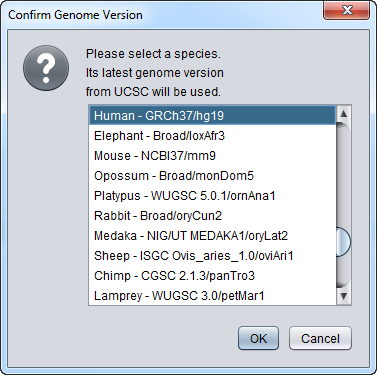 Confirm Genome Version
Please select a species.
Its latest genome version
from UCSC will be used.
Human - GRCh37/hg19
Elephant - Broad/loxAfr3
Mouse - NCBI37/mm9
Opossum - Broad/monDom5
Platypus - WUGSC 5.0.1/ornAna1
Rabbit - Broad/oryCun2
Medaka - NIG/UT MEDAKA1/oryLat2
Sheep - ISGC Ovis_aries_1.0/oviAri1
Chimp - CGSC 2.1.3/panTro3
Lamprey - WUGSC 3.0/petMar1
OK
Cancel